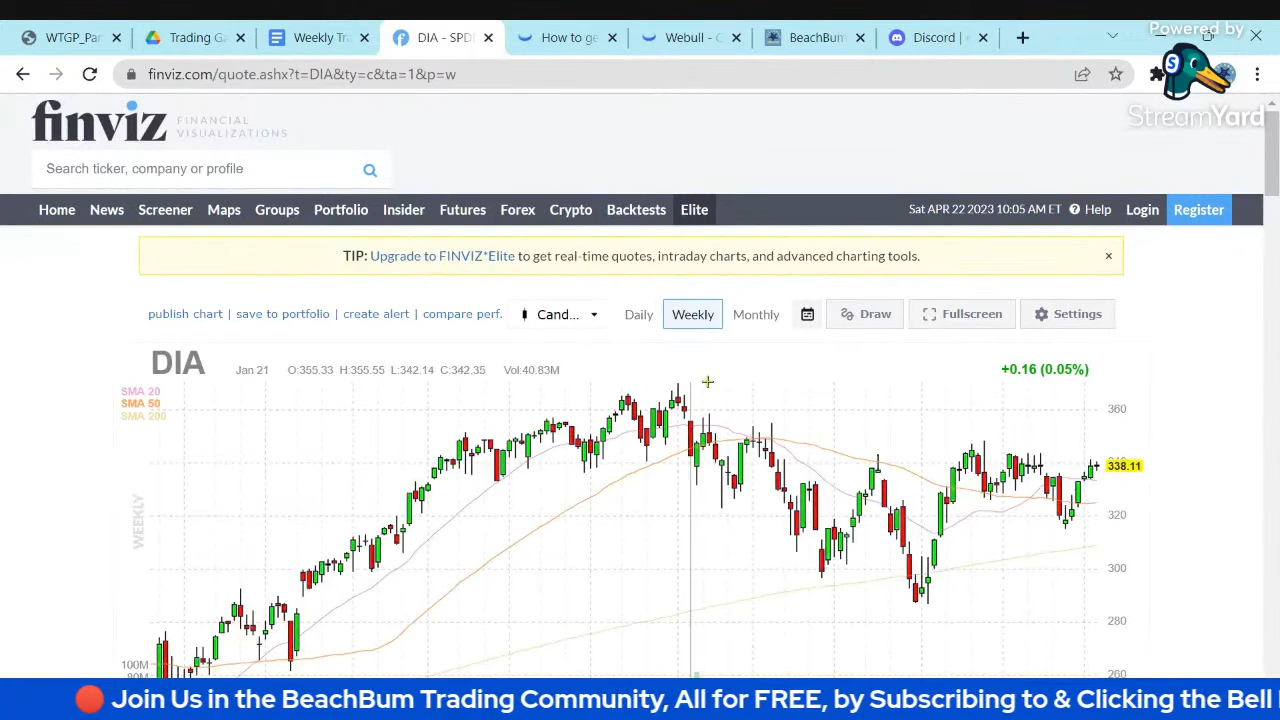 Powered by
WTGP_Par
Trading Ga
Weekly Tra
DIA - SPD
How to ge
Webull - C
BeachBum
Discord |
finviz.com/quote.ashx?t=DIA&ty=c&ta=1&p=w
StreamYard
finviz FINANCIAL VISUALIZATIONS
Search ticker, company or profile
Home News Screener Maps Groups Portfolio Insider Futures Forex Crypto Backtests Elite Sat APR 22 2023 10:05 AM ET Help Login Register
TIP: Upgrade to FINVIZ*Elite to get real-time quotes, intraday charts, and advanced charting tools. ×
publish chart | save to portfolio | create alert | compare perf. Cand... Daily Weekly Monthly Draw Fullscreen Settings
DIA Jan 21 O:355.33 H:355.55 L:342.14 C:342.35 Vol:40.83M +0.16 (0.05%)
SMA 20
SMA 50
SMA 200
360
338.11
320
300
280
260
WEEKLY
100M
80M
Join Us in the BeachBum Trading Community, All for FREE, by Subscribing to & Clicking the Bell